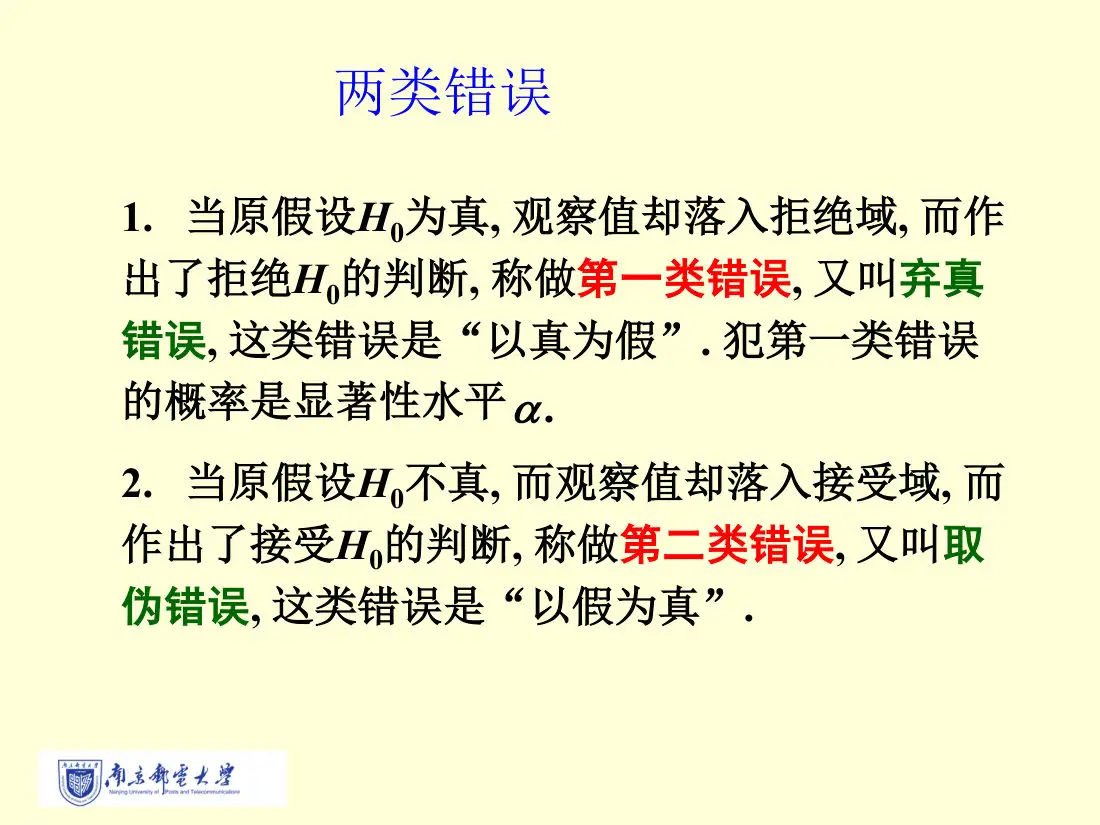 两类错误
1. 当原假设H0为真, 观察值却落入拒绝域, 而作
出了拒绝H0的判断, 称做第一类错误, 又叫弃真
错误, 这类错误是“以真为假”. 犯第一类错误
的概率是显著性水平α.
2. 当原假设H0不真, 而观察值却落入接受域, 而
作出了接受H0的判断, 称做第二类错误, 又叫取
伪错误, 这类错误是“以假为真”.
南京邮电大学
Nanjing University of Posts and Telecommunications